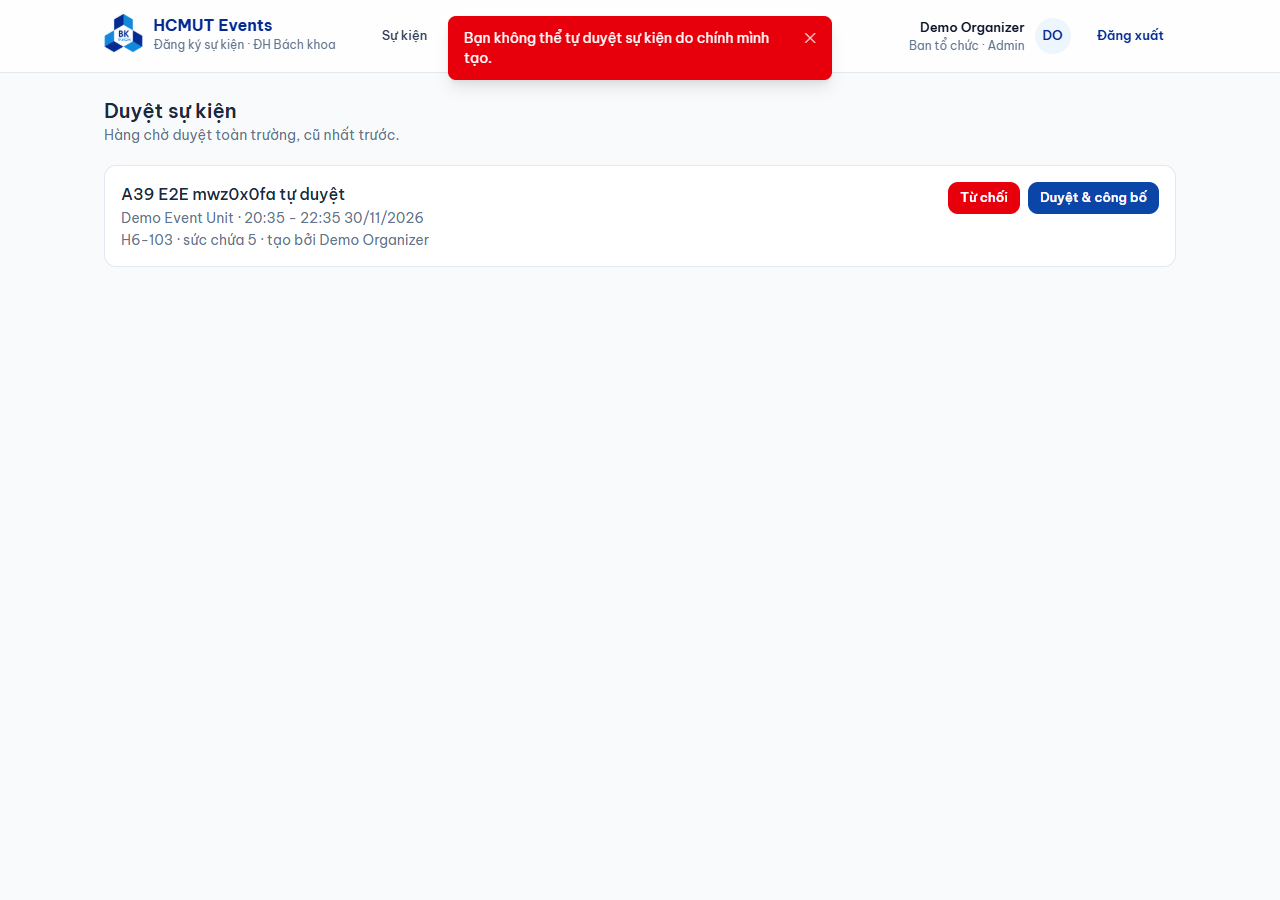 BK
HCMUT Events
Đăng ký sự kiện · ĐH Bách khoa
Sự kiện
Bạn không thể tự duyệt sự kiện do chính mình
tạo.
Demo Organizer
Ban tổ chức · Admin
DO
Đăng xuất
Duyệt sự kiện
Hàng chờ duyệt toàn trường, cũ nhất trước.
A39 E2E mwz0x0fa tự duyệt
Demo Event Unit · 20:35 - 22:35 30/11/2026
H6-103 · sức chứa 5 · tạo bởi Demo Organizer
Từ chối
Duyệt & công bố